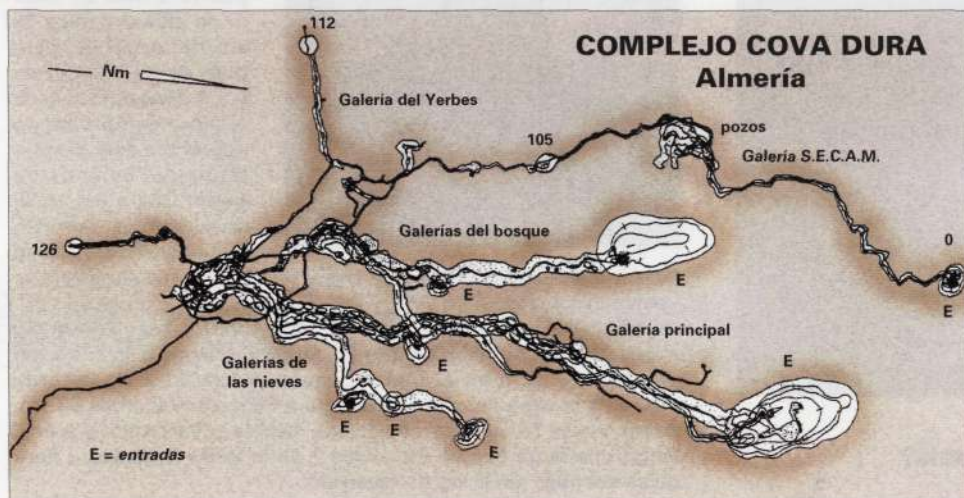 COMPLEJO COVA DURA
Almería
Nm
112
Galería del Yerbes
105
pozos
Galería S.E.C.A.M.
126
Galerías del bosque
E
E
0
E
Galería principal
E
E
Galerías de
las nieves
E
E
E
E = entradas